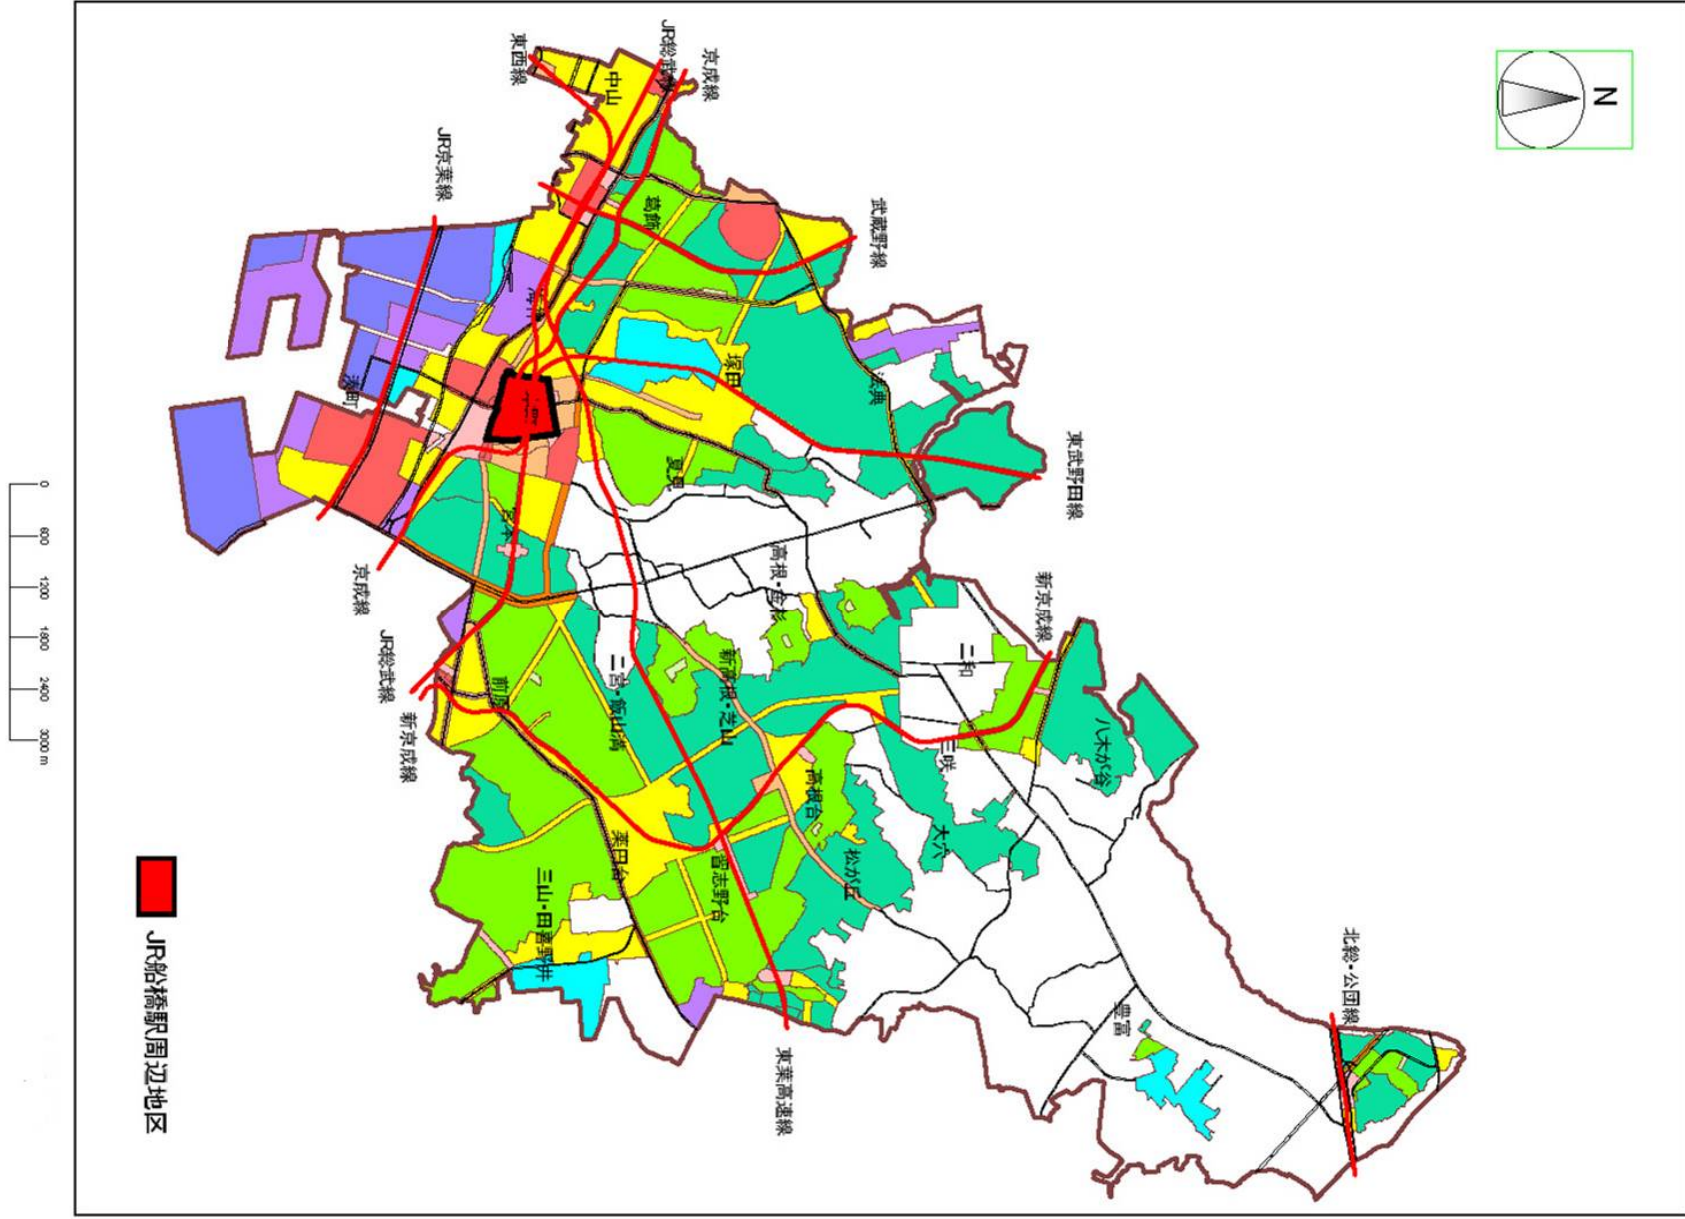 N
東西線
JR総武線
京成線
中山
JR京葉線
葛飾
武蔵野線
塚田
法典
湊町
夏見
東武野田線
宮本
京成線
高根・金杉
新京成線
二和
JR総武線
前原
二宮・飯山満
新高根・芝山
新京成線
三咲
八木が谷
高根台
薬円台
習志野台
松が丘
大穴
三山・田喜野井
東葉高速線
豊富
北総・公団線
0
600
1200
1800
2400
3000 m
JR船橋駅周辺地区